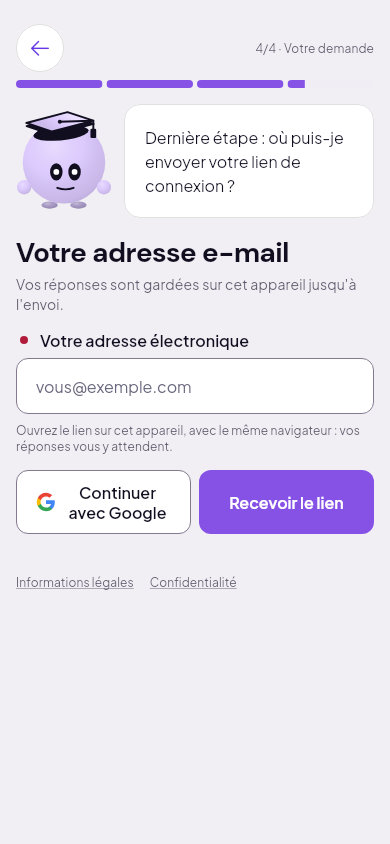 4/4 · Votre demande
Dernière étape : où puis-je
envoyer votre lien de
connexion ?
Votre adresse e-mail
Vos réponses sont gardées sur cet appareil jusqu'à
l'envoi.
Votre adresse électronique
vous@exemple.com
Ouvrez le lien sur cet appareil, avec le même navigateur : vos
réponses vous y attendent.
Continuer
avec Google
Recevoir le lien
Informations légales
Confidentialité